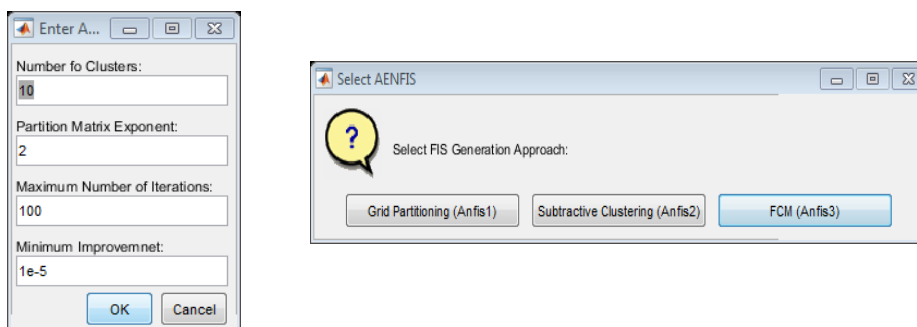 Enter A...
Number fo Clusters:
10
Partition Matrix Exponent:
2
Maximum Number of Iterations:
100
Minimum Improvemnet:
1e-5
OK Cancel
Select AENFIS
?
Select FIS Generation Approach:
Grid Partitioning (Anfis1) Subtractive Clustering (Anfis2) FCM (Anfis3)